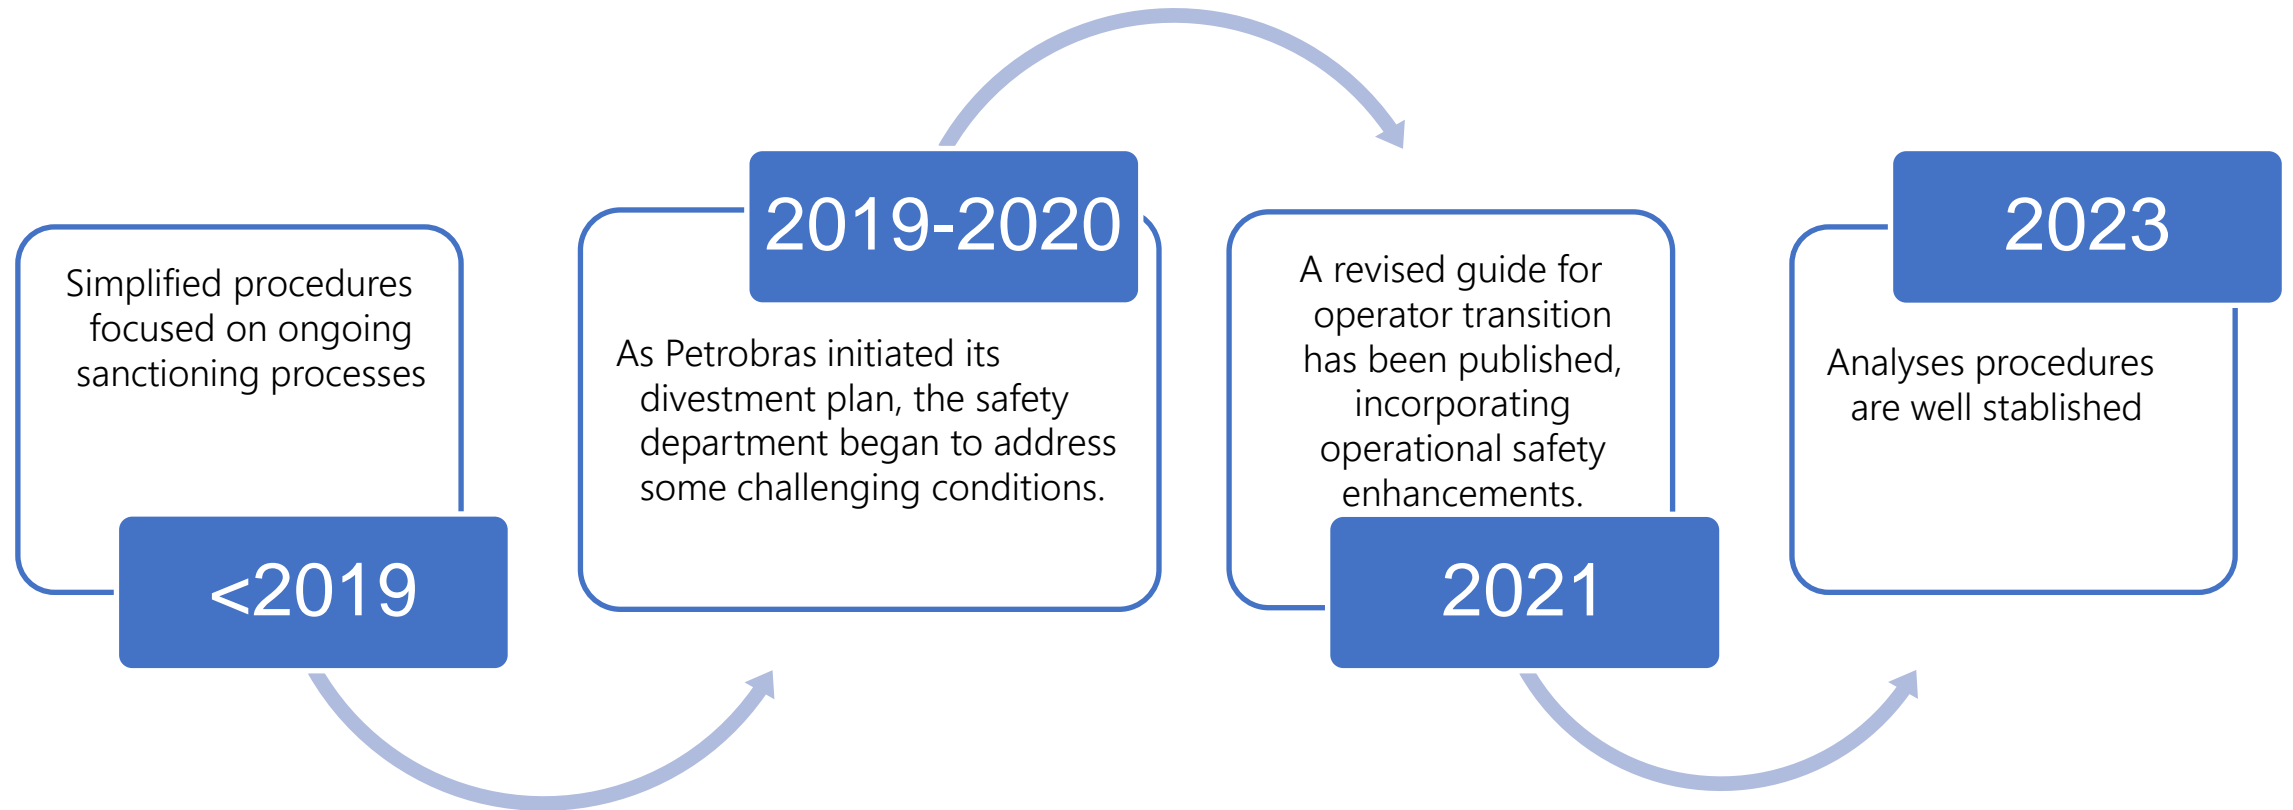 Simplified procedures
focused on ongoing
sanctioning processes
<2019
2019-2020
As Petrobras initiated its
divestment plan, the safety
department began to address
some challenging conditions.
A revised guide for
operator transition
has been published,
incorporating
operational safety
enhancements.
2021
2023
Analyses procedures
are well stablished